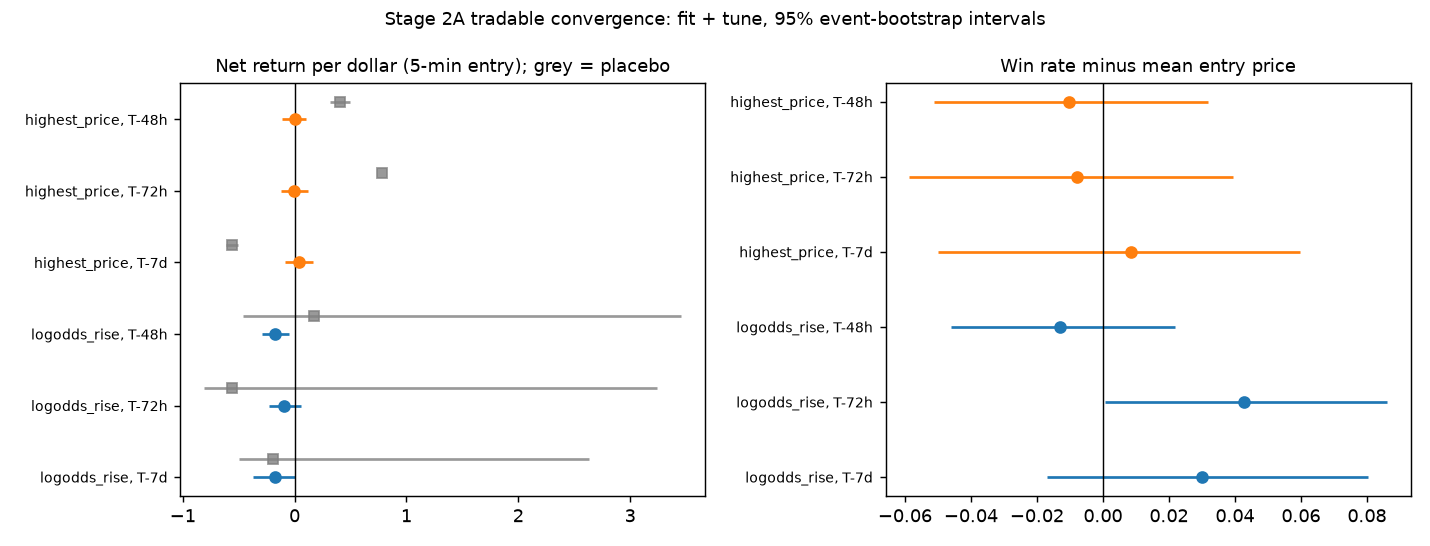 Stage 2A tradable convergence: fit + tune, 95% event-bootstrap intervals
Net return per dollar (5-min entry); grey = placebo
highest_price, T-48h
highest_price, T-72h
highest_price, T-7d
logodds_rise, T-48h
logodds_rise, T-72h
logodds_rise, T-7d
−1 0 1 2 3
Win rate minus mean entry price
highest_price, T-48h
highest_price, T-72h
highest_price, T-7d
logodds_rise, T-48h
logodds_rise, T-72h
logodds_rise, T-7d
−0.06 −0.04 −0.02 0.00 0.02 0.04 0.06 0.08